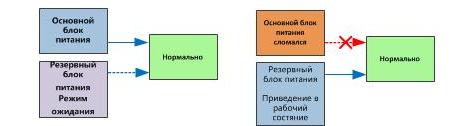 Основной блок
питания
Резервный
блок
питания
Режим
ожидания
Нормально
Основной блок
питания
сломался
Резервный
блок питания
Приведение в
рабочий
состяние
Нормально